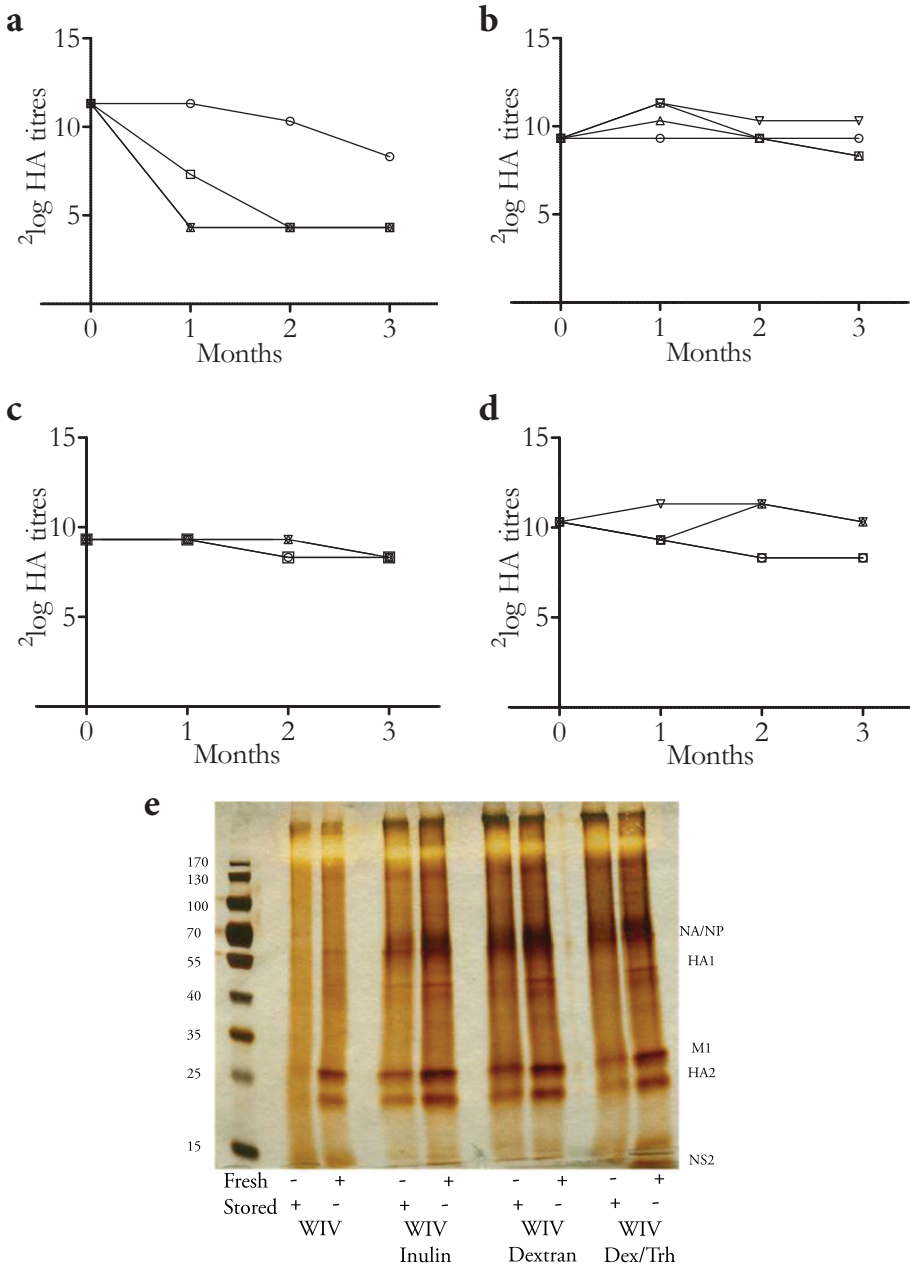 a
15
10
5
²log HA titres
0 1 2 3
Months
b
15
10
5
²log HA titres
0 1 2 3
Months
c
15
10
5
²log HA titres
0 1 2 3
Months
d
15
10
5
²log HA titres
0 1 2 3
Months
e
170
130
100
70
55
40
35
25
15
NA/NP
HA1
M1
HA2
NS2
Fresh - + - + - + - +
Stored + - + - + - + -
WIV WIV WIV WIV
Inulin Dextran Dex/Trh